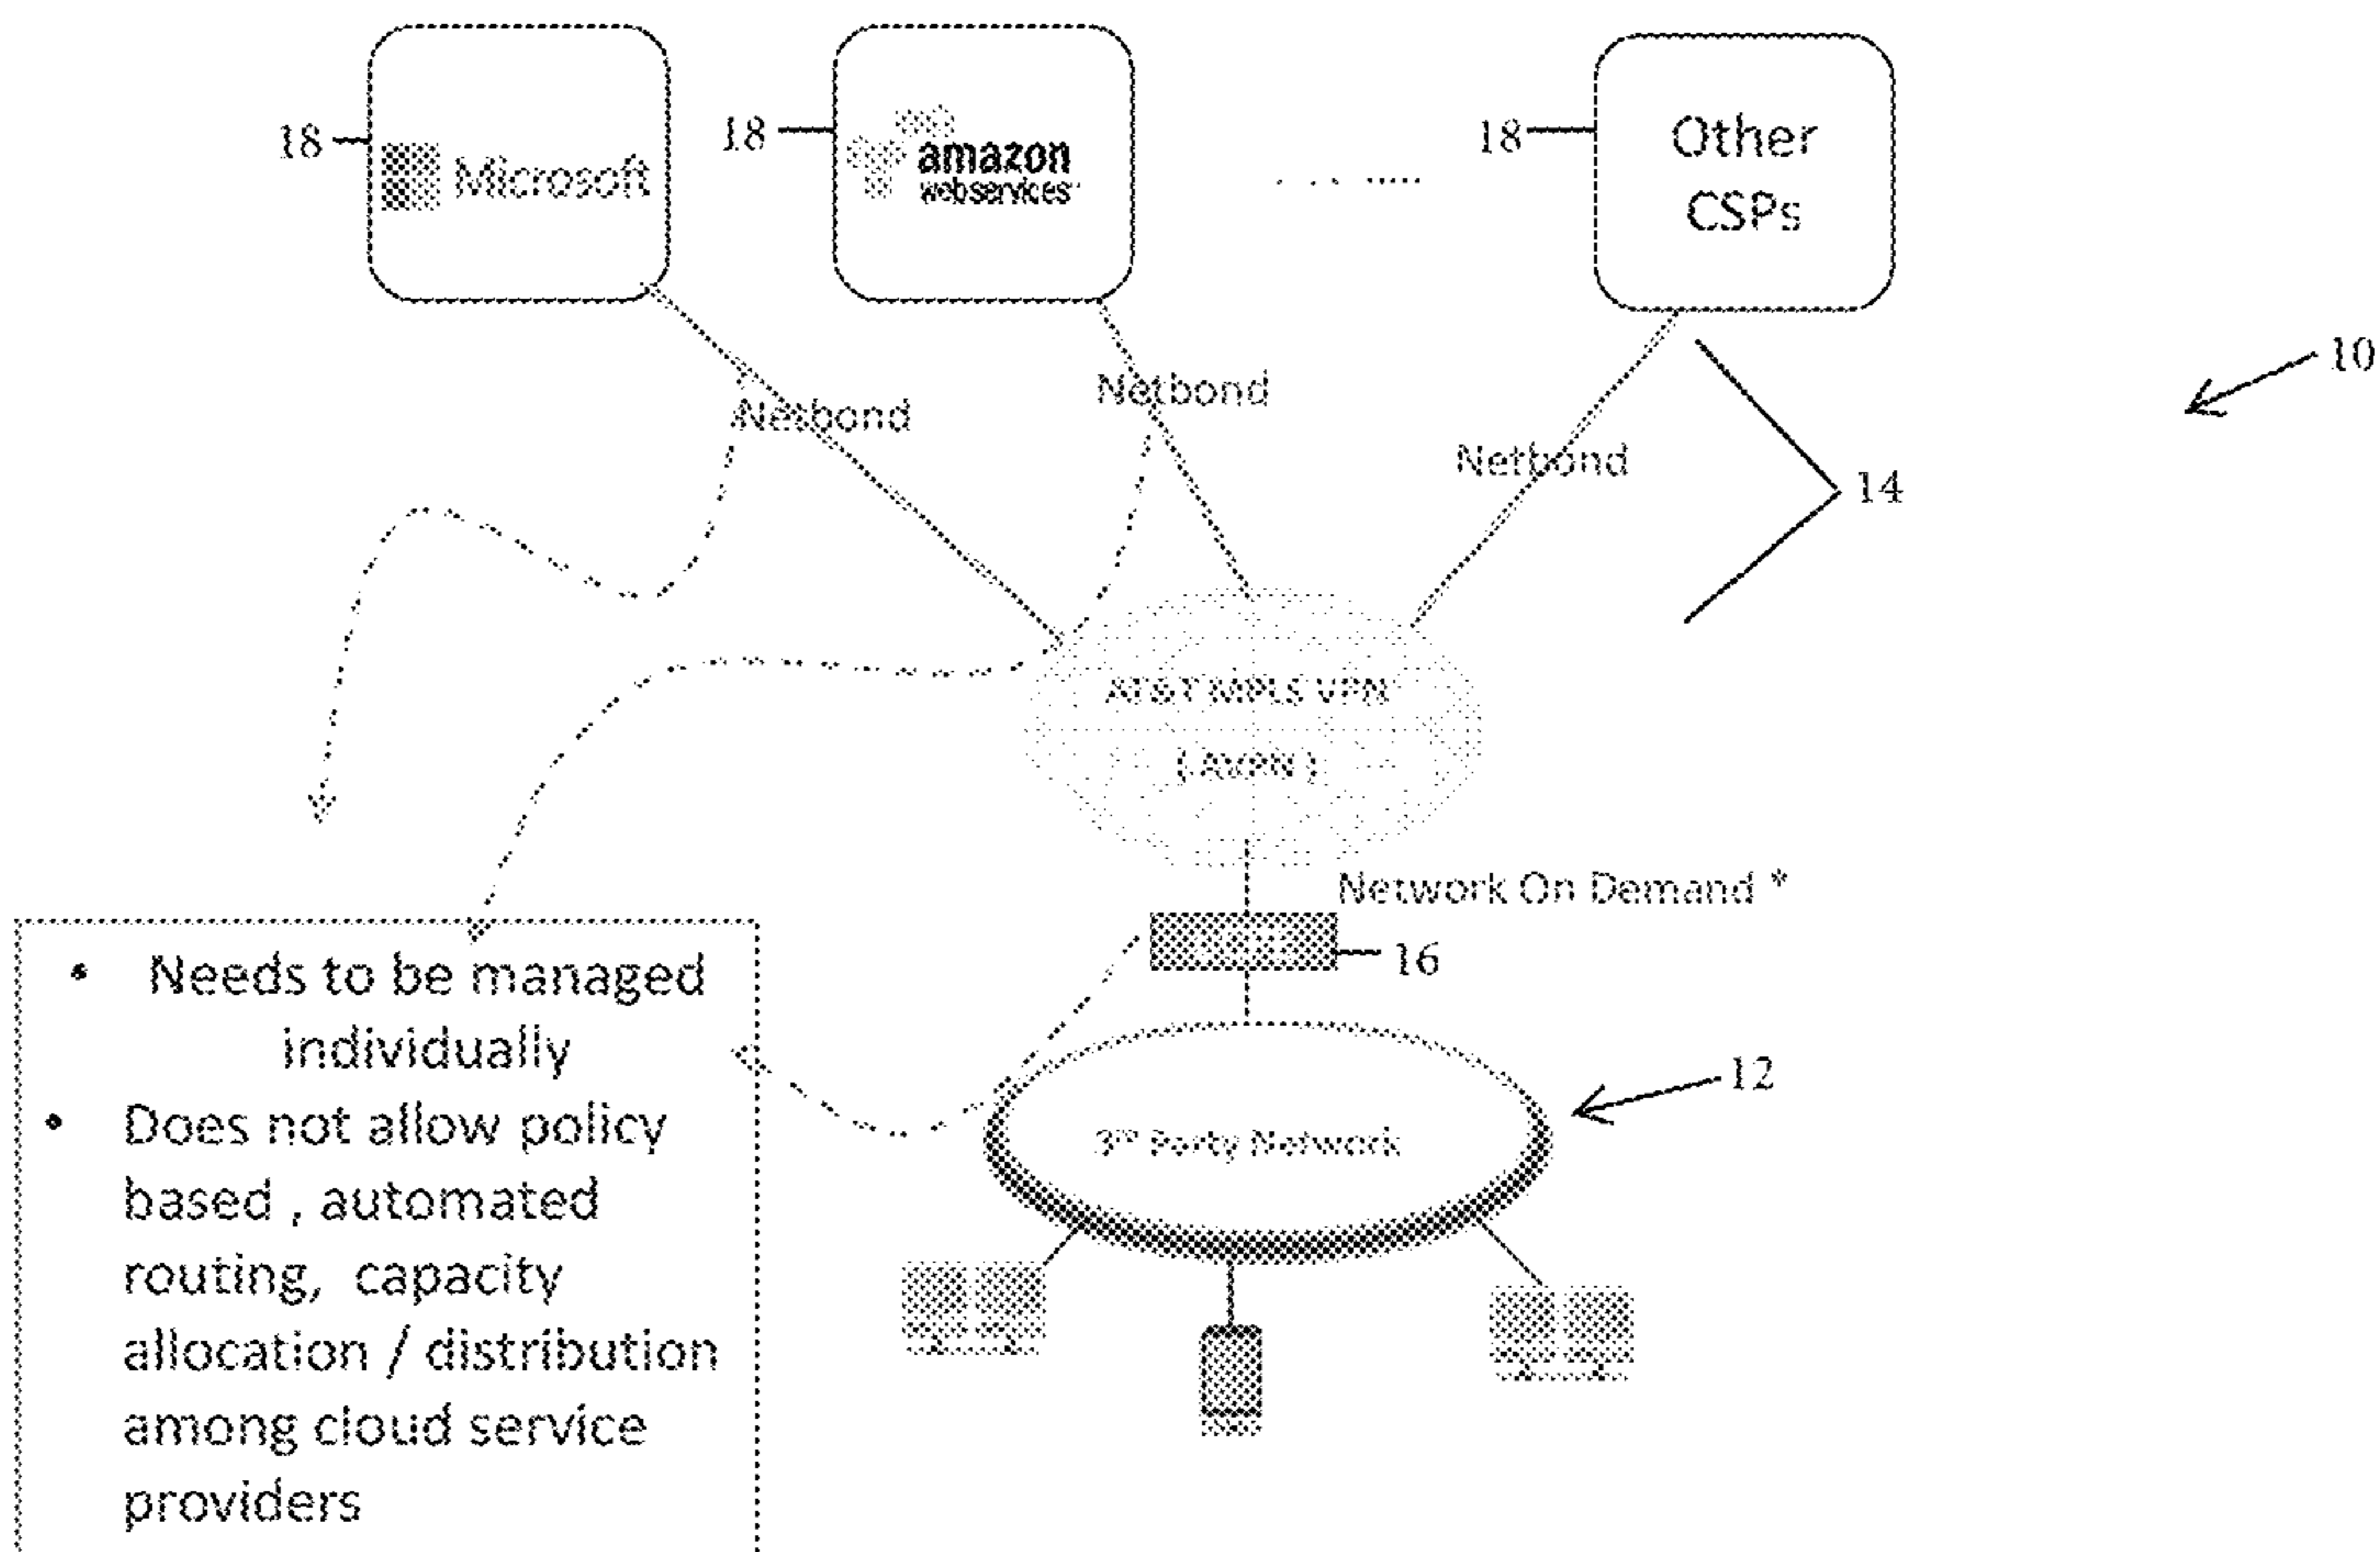 18
Microsoft
18
amazon
webservices
18
Other
CSPs
10
Netbond
Netbond
Netbond
14
AT&T MPLS VPN
( AVPN )
Network On Demand *
16
• Needs to be managed
individually
• Does not allow policy
based , automated
routing, capacity
allocation / distribution
among cloud service
providers
12
3rd Party Network